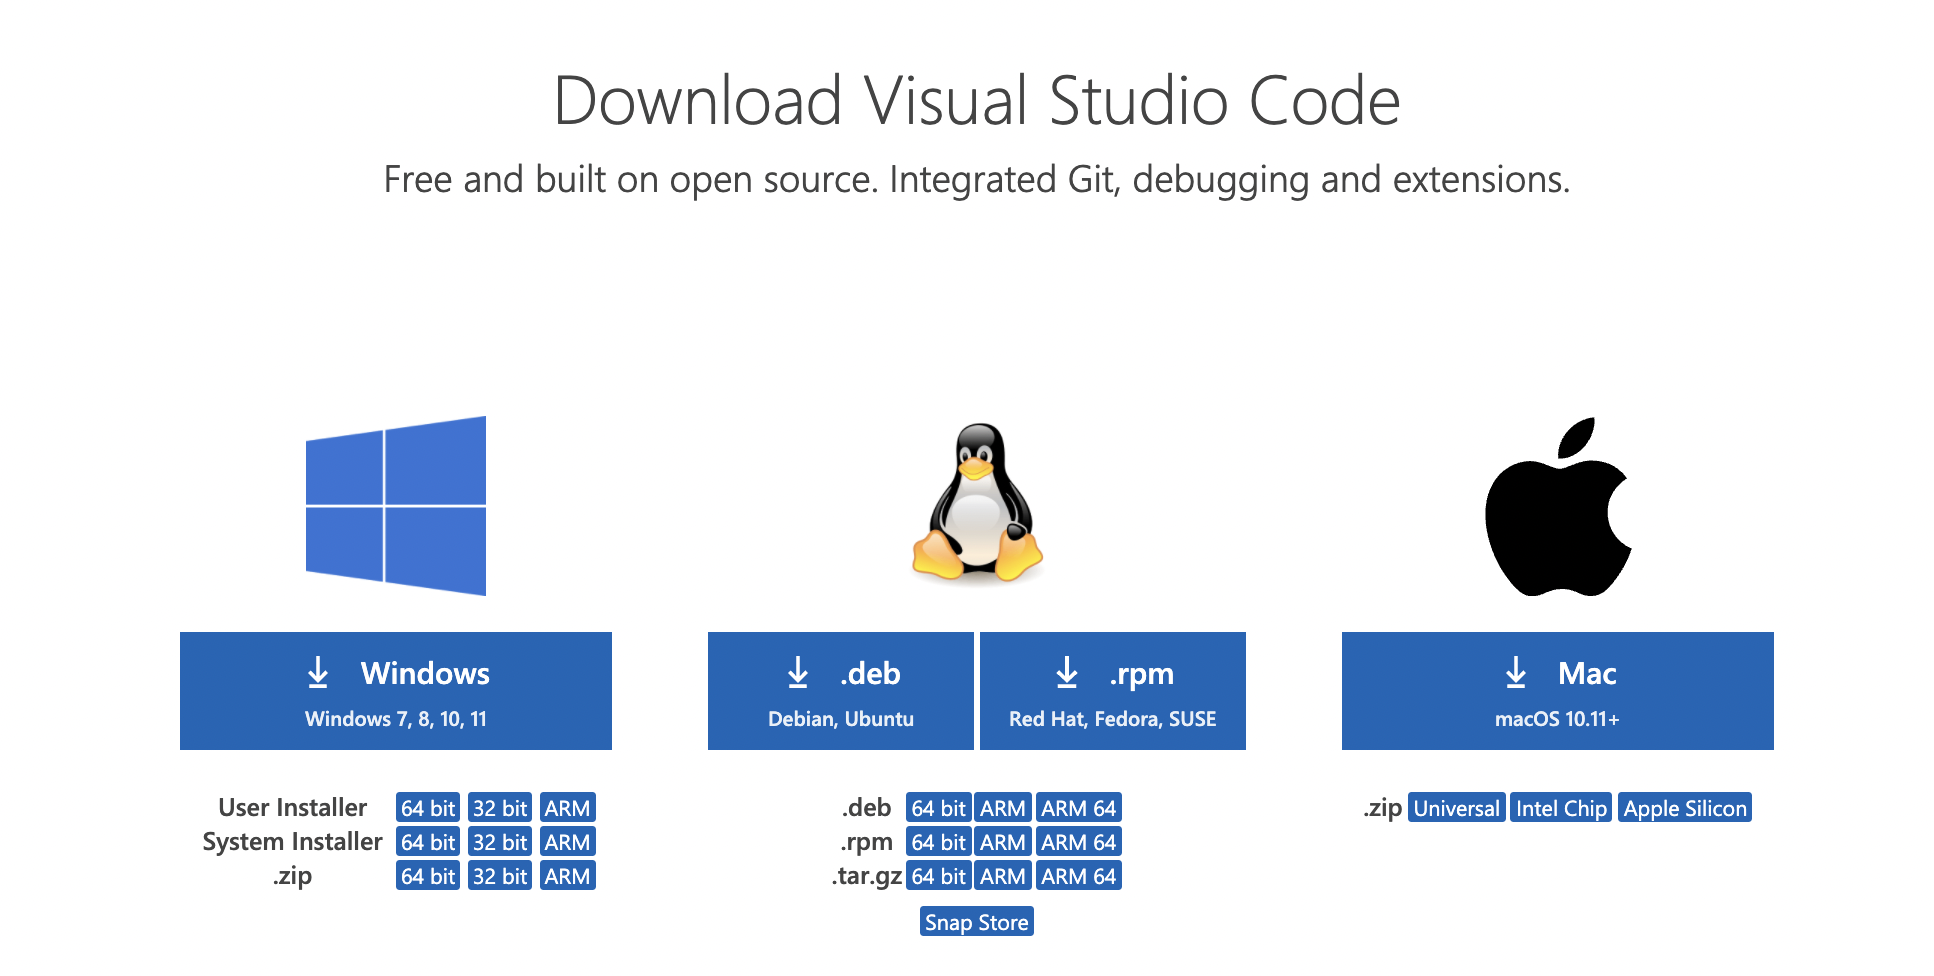 Download Visual Studio Code
Free and built on open source. Integrated Git, debugging and extensions.
Windows
Windows 7, 8, 10, 11
User Installer 64 bit 32 bit ARM
System Installer 64 bit 32 bit ARM
.zip 64 bit 32 bit ARM
.deb
Debian, Ubuntu
.rpm
Red Hat, Fedora, SUSE
.deb 64 bit ARM ARM 64
.rpm 64 bit ARM ARM 64
.tar.gz 64 bit ARM ARM 64
Snap Store
Mac
macOS 10.11+
.zip Universal Intel Chip Apple Silicon